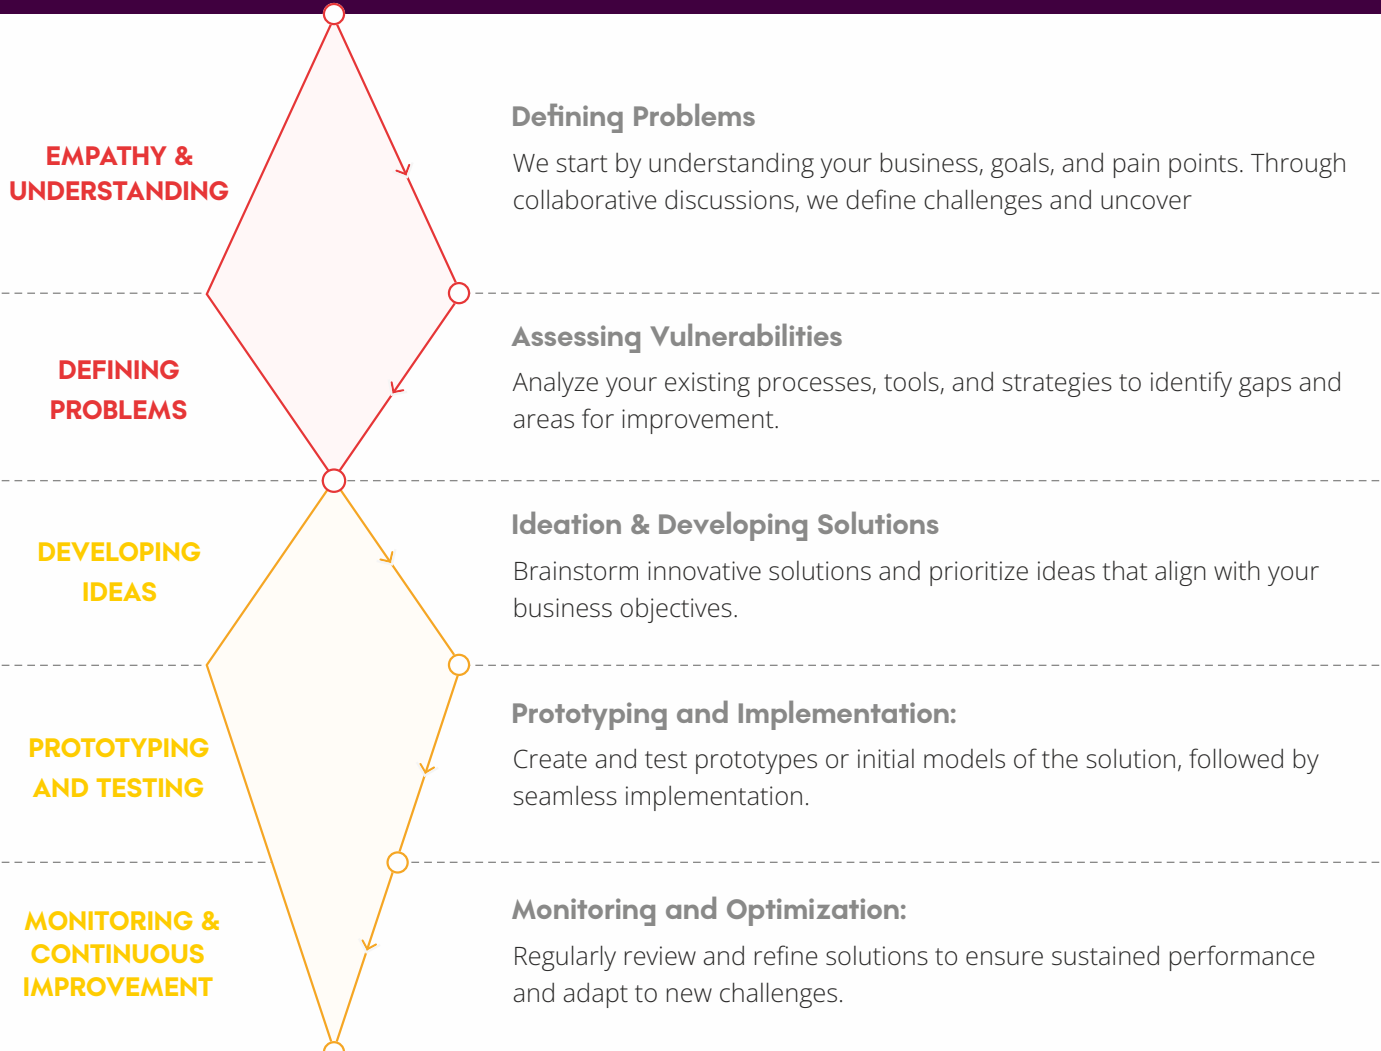 EMPATHY &
UNDERSTANDING
Defining Problems
We start by understanding your business, goals, and pain points. Through
collaborative discussions, we define challenges and uncover
DEFINING
PROBLEMS
Assessing Vulnerabilities
Analyze your existing processes, tools, and strategies to identify gaps and
areas for improvement.
DEVELOPING
IDEAS
Ideation & Developing Solutions
Brainstorm innovative solutions and prioritize ideas that align with your
business objectives.
PROTOTYPING
AND TESTING
Prototyping and Implementation:
Create and test prototypes or initial models of the solution, followed by
seamless implementation.
MONITORING &
CONTINUOUS
IMPROVEMENT
Monitoring and Optimization:
Regularly review and refine solutions to ensure sustained performance
and adapt to new challenges.